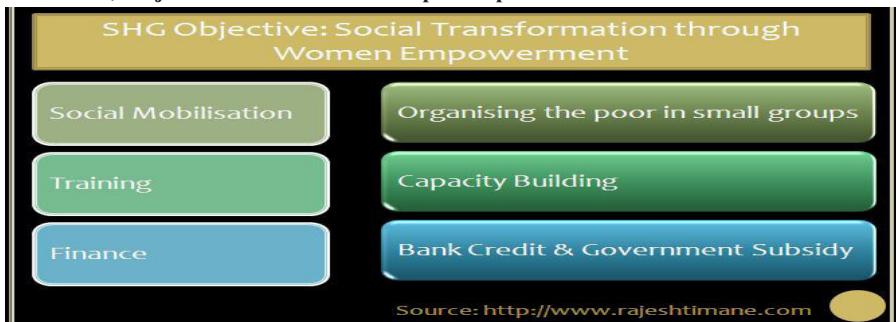 SHG Objective: Social Transformation through
Women Empowerment
Social Mobilisation
Organising the poor in small groups
Training
Capacity Building
Finance
Bank Credit & Government Subsidy
Source: http://www.rajeshtimane.com